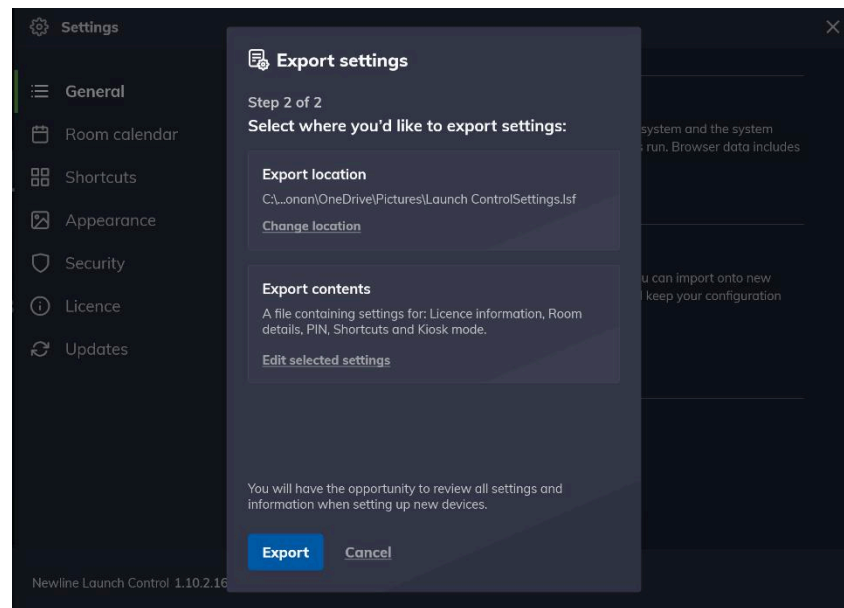 Settings
General
Room calendar
Shortcuts
Appearance
Security
Licence
Updates
Newline Launch Control 1.10.2.16
Export settings
Step 2 of 2
Select where you'd like to export settings:
Export location
C:\...onan\OneDrive\Pictures\Launch ControlSettings.lsf
Change location
Export contents
A file containing settings for: Licence information, Room
details, PIN, Shortcuts and Kiosk mode.
Edit selected settings
You will have the opportunity to review all settings and
information when setting up new devices.
Export Cancel
system and the system
run. Browser data includes
u can import onto new
keep your configuration